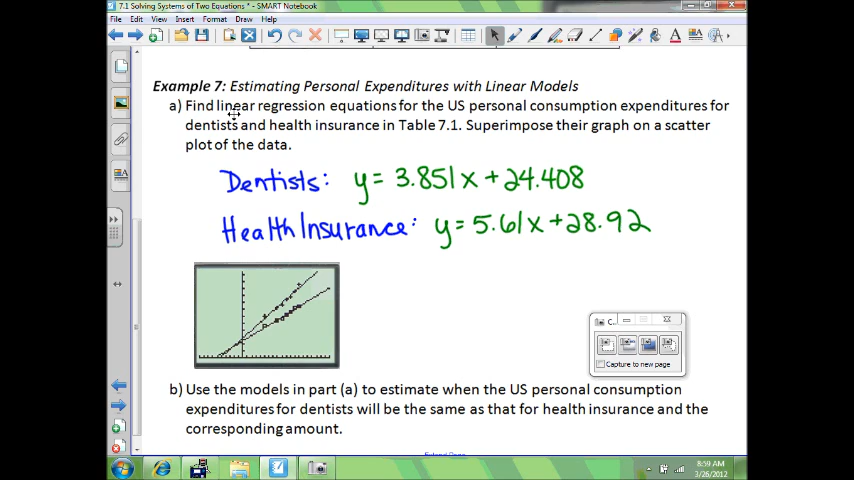 7.1 Solving Systems of Two Equations * - SMART Notebook
File Edit View Insert Format Draw Help
Example 7: Estimating Personal Expenditures with Linear Models
a) Find linear regression equations for the US personal consumption expenditures for
dentists and health insurance in Table 7.1. Superimpose their graph on a scatter
plot of the data.
Dentists: y = 3.851x + 24.408
Health Insurance: y = 5.61x + 28.92
C...
Capture to new page
b) Use the models in part (a) to estimate when the US personal consumption
expenditures for dentists will be the same as that for health insurance and the
corresponding amount.
Extend Page
8:59 AM
3/26/2012